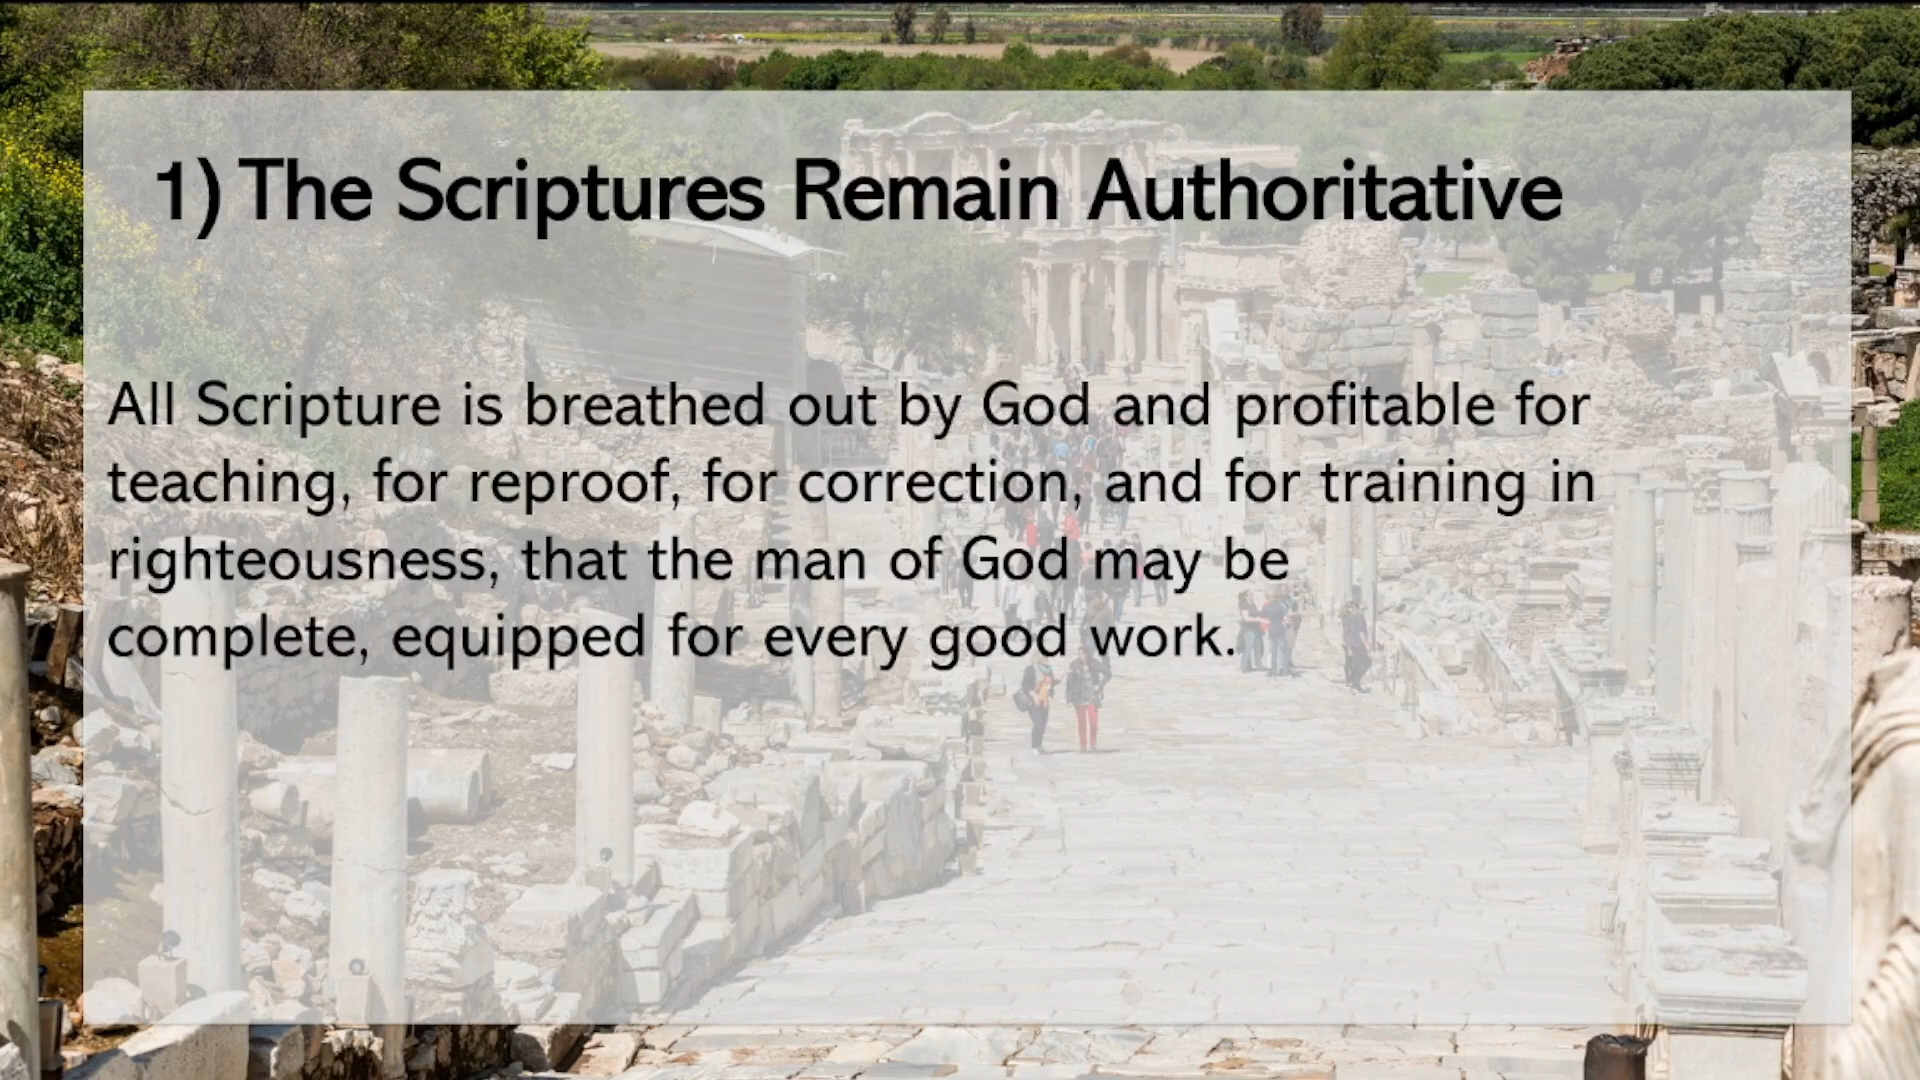 1) The Scriptures Remain Authoritative
All Scripture is breathed out by God and profitable for
teaching, for reproof, for correction, and for training in
righteousness, that the man of God may be
complete, equipped for every good work.